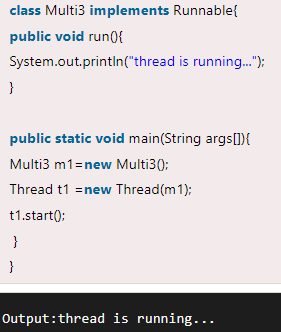 class Multi3 implements Runnable{
public void run(){
System.out.println("thread is running...");
}
public static void main(String args[]){
Multi3 m1=new Multi3();
Thread t1 =new Thread(m1);
t1.start();
}
}
Output:thread is running...